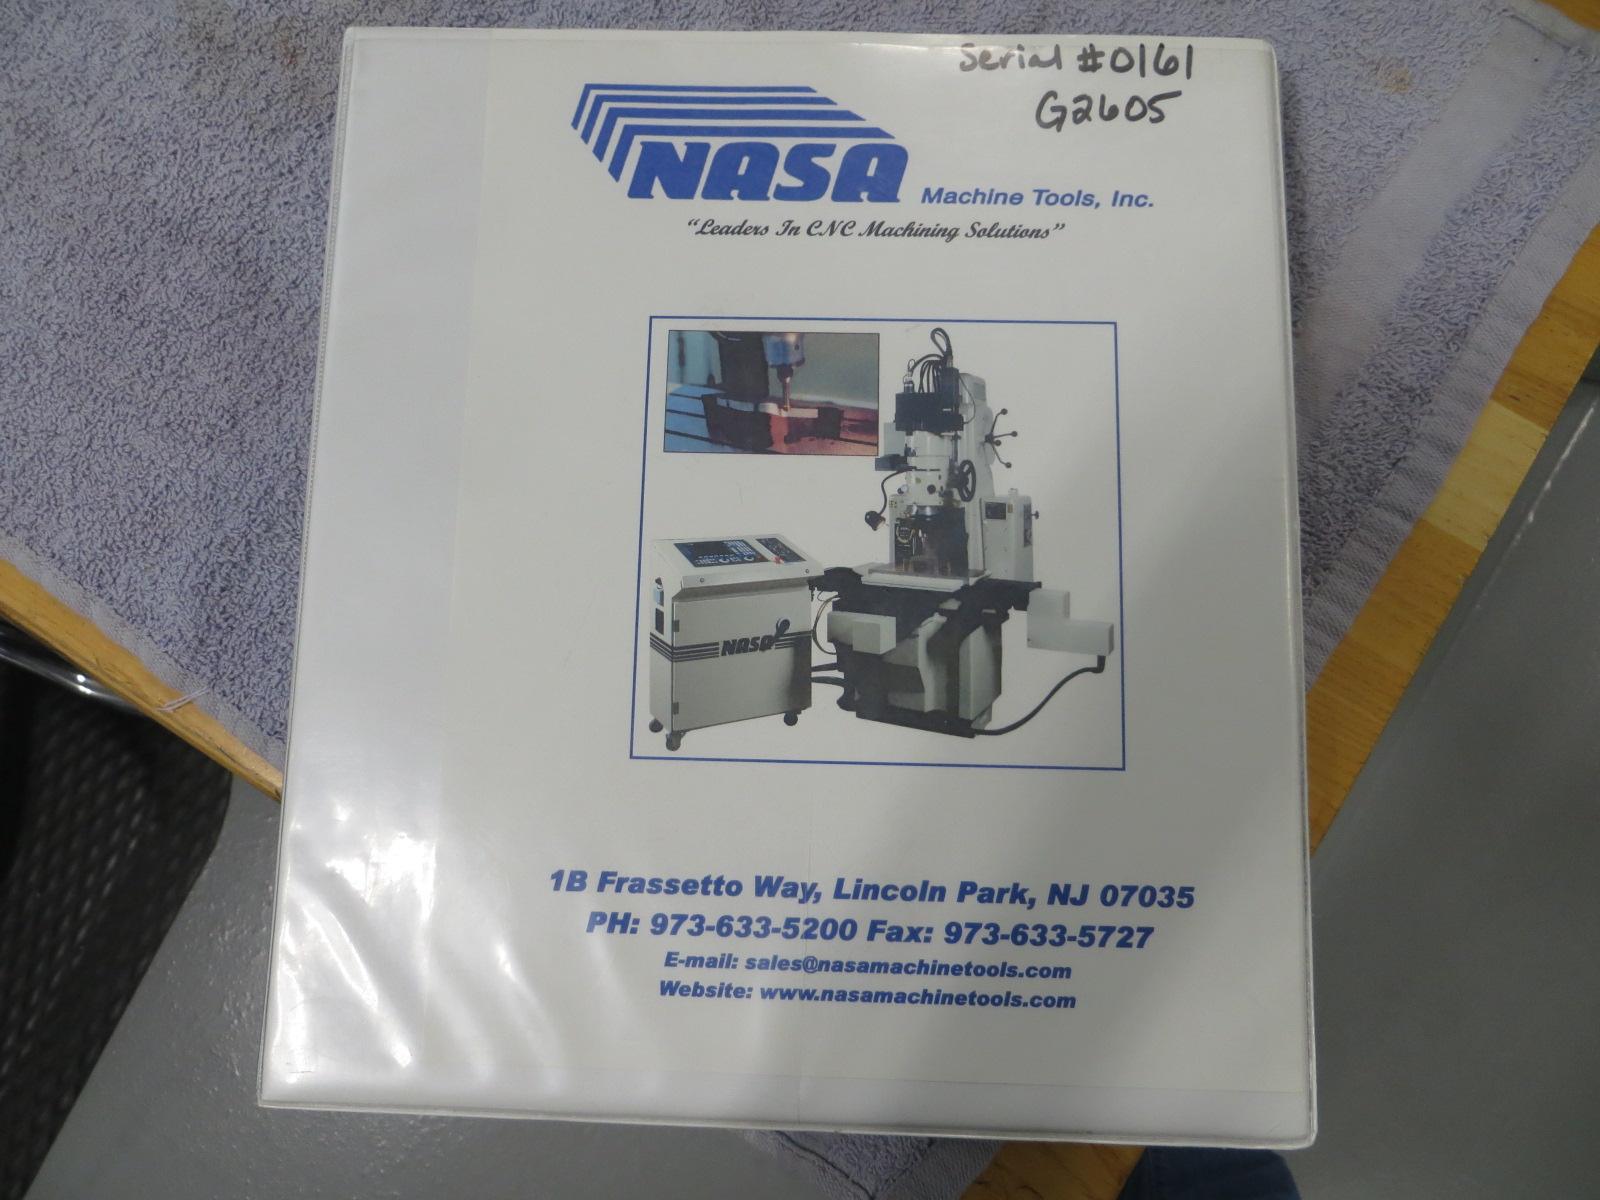 Serial #0161
G2605
NASA Machine Tools, Inc.
"Leaders In CNC Machining Solutions"
NASA
1B Frassetto Way, Lincoln Park, NJ 07035
PH: 973-633-5200 Fax: 973-633-5727
E-mail: sales@nasamachinetools.com
Website: www.nasamachinetools.com